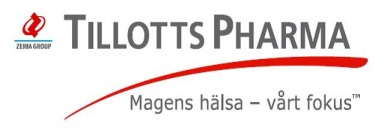 TILLOTTS PHARMA
ZERIA GROUP
Magens hälsa – vårt fokus™